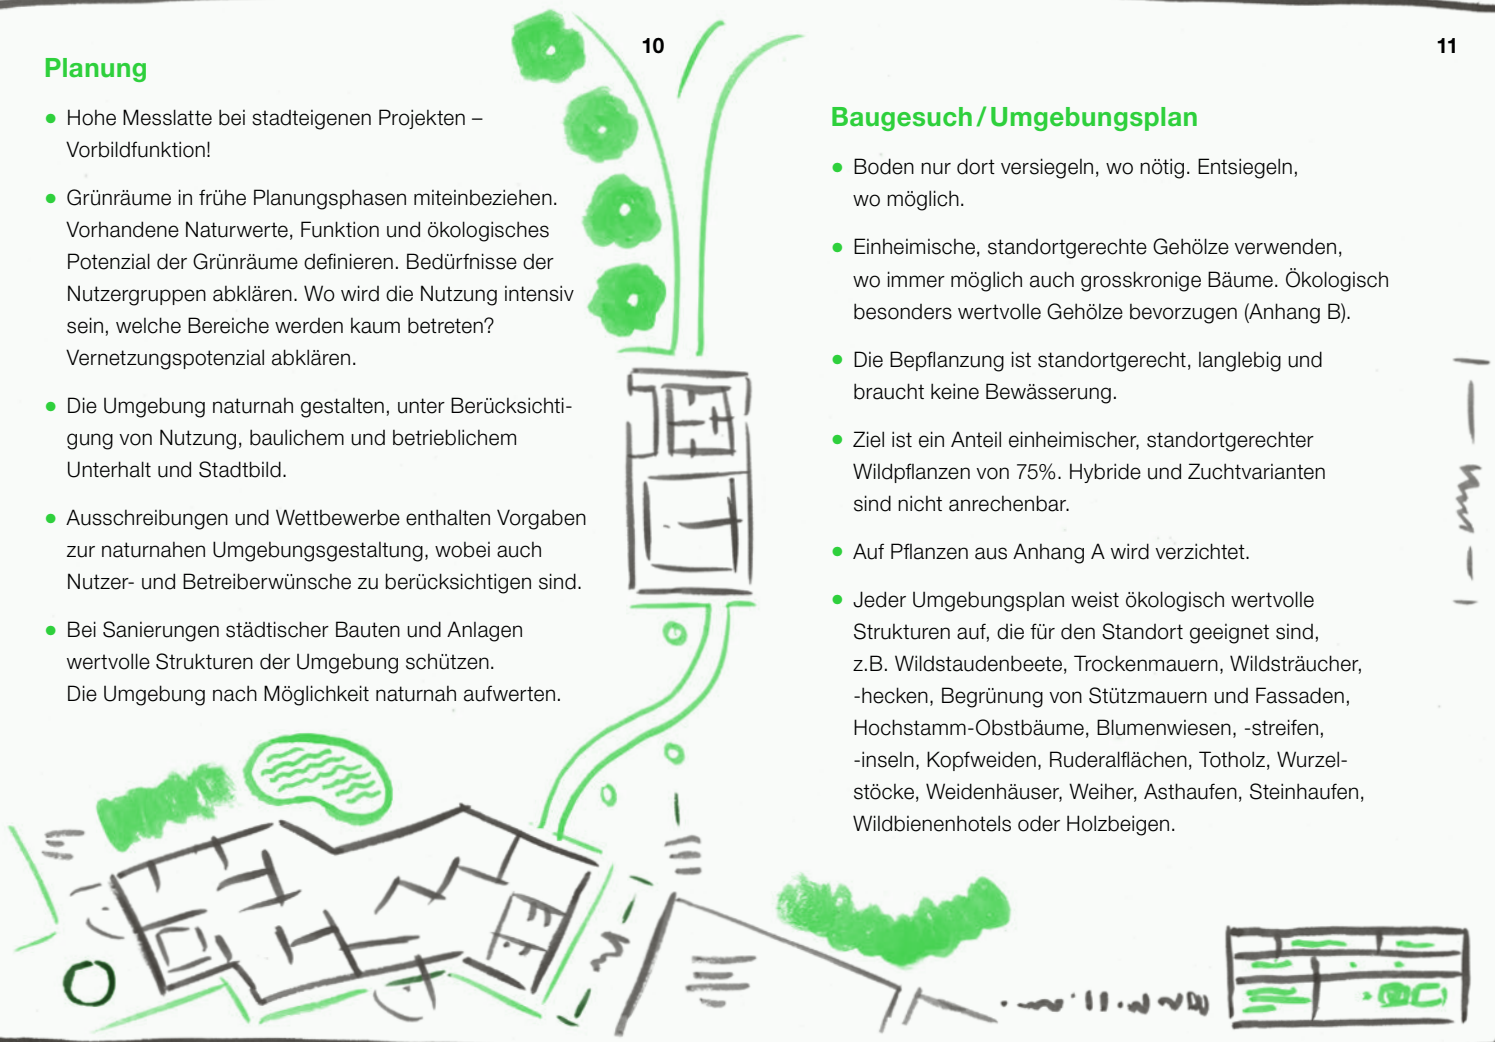 10
Planung
• Hohe Messlatte bei stadteigenen Projekten –
Vorbildfunktion!
• Grünräume in frühe Planungsphasen miteinbeziehen.
Vorhandene Naturwerte, Funktion und ökologisches
Potenzial der Grünräume definieren. Bedürfnisse der
Nutzergruppen abklären. Wo wird die Nutzung intensiv
sein, welche Bereiche werden kaum betreten?
Vernetzungspotenzial abklären.
• Die Umgebung naturnah gestalten, unter Berücksichti-
gung von Nutzung, baulichem und betrieblichem
Unterhalt und Stadtbild.
• Ausschreibungen und Wettbewerbe enthalten Vorgaben
zur naturnahen Umgebungsgestaltung, wobei auch
Nutzer- und Betreiberwünsche zu berücksichtigen sind.
• Bei Sanierungen städtischer Bauten und Anlagen
wertvolle Strukturen der Umgebung schützen.
Die Umgebung nach Möglichkeit naturnah aufwerten.
11
Baugesuch / Umgebungsplan
• Boden nur dort versiegeln, wo nötig. Entsiegeln,
wo möglich.
• Einheimische, standortgerechte Gehölze verwenden,
wo immer möglich auch grosskronige Bäume. Ökologisch
besonders wertvolle Gehölze bevorzugen (Anhang B).
• Die Bepflanzung ist standortgerecht, langlebig und
braucht keine Bewässerung.
• Ziel ist ein Anteil einheimischer, standortgerechter
Wildpflanzen von 75%. Hybride und Zuchtvarianten
sind nicht anrechenbar.
• Auf Pflanzen aus Anhang A wird verzichtet.
• Jeder Umgebungsplan weist ökologisch wertvolle
Strukturen auf, die für den Standort geeignet sind,
z.B. Wildstaudenbeete, Trockenmauern, Wildsträucher,
-hecken, Begrünung von Stützmauern und Fassaden,
Hochstamm-Obstbäume, Blumenwiesen, -streifen,
-inseln, Kopfweiden, Ruderalflächen, Totholz, Wurzel-
stöcke, Weidenhäuser, Weiher, Asthaufen, Steinhaufen,
Wildbienenhotels oder Holzbeigen.